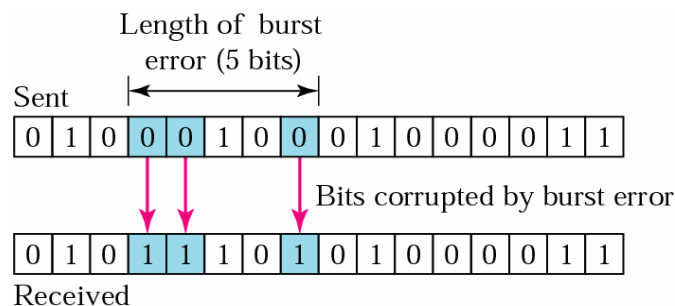 Length of burst
error (5 bits)
Sent
0 1 0 0 0 1 0 0 0 1 0 0 0 0 1 1
Bits corrupted by burst error
0 1 0 1 1 1 0 1 0 1 0 0 0 0 1 1
Received